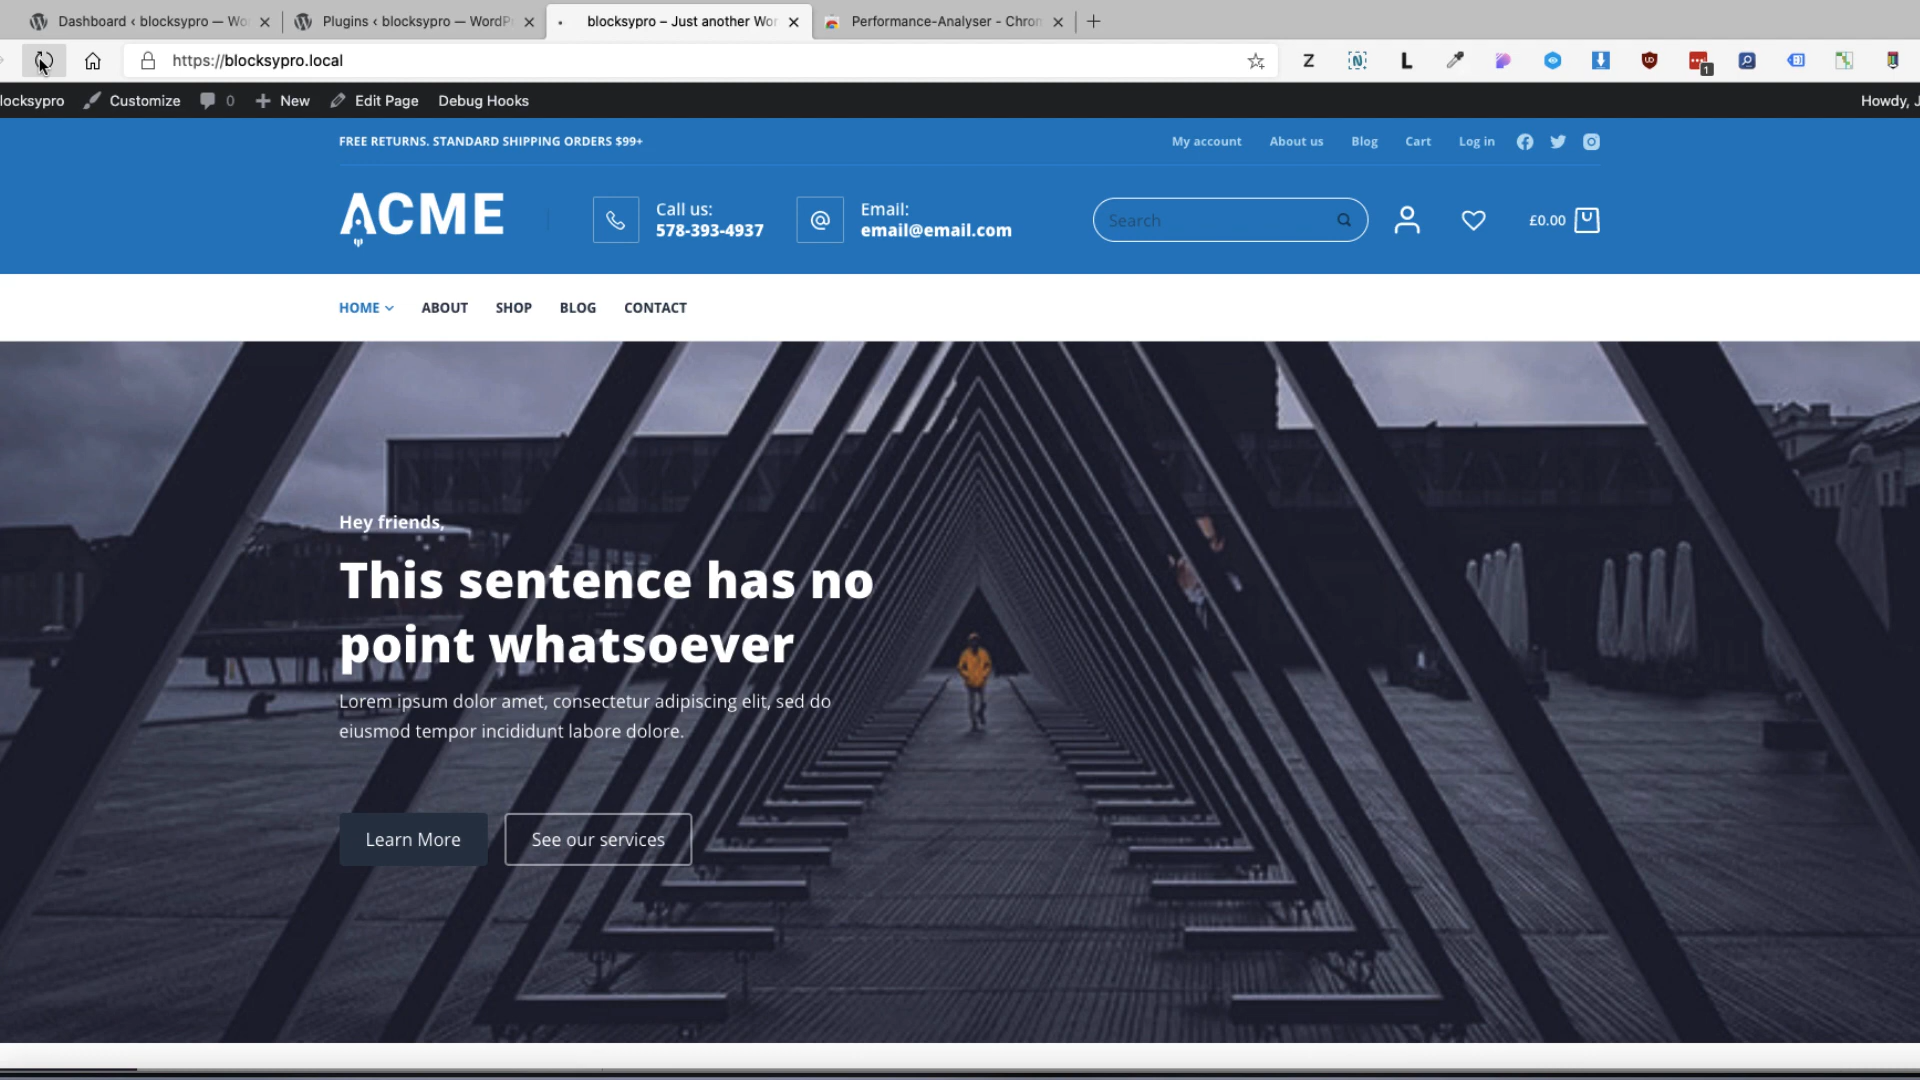 Dashboard ‹ blocksypro — Wo
Plugins ‹ blocksypro — WordP
blocksypro – Just another Wor
Performance-Analyser - Chrom
https://blocksypro.local
Z
N
L
1
locksypro
Customize
0
New
Edit Page
Debug Hooks
Howdy, J
FREE RETURNS. STANDARD SHIPPING ORDERS $99+
My account
About us
Blog
Cart
Log in
ACME
Call us:
578-393-4937
@
Email:
email@email.com
Search
£0.00
HOME
ABOUT
SHOP
BLOG
CONTACT
Hey friends,
This sentence has no
point whatsoever
Lorem ipsum dolor amet, consectetur adipiscing elit, sed do
eiusmod tempor incididunt labore dolore.
Learn More
See our services